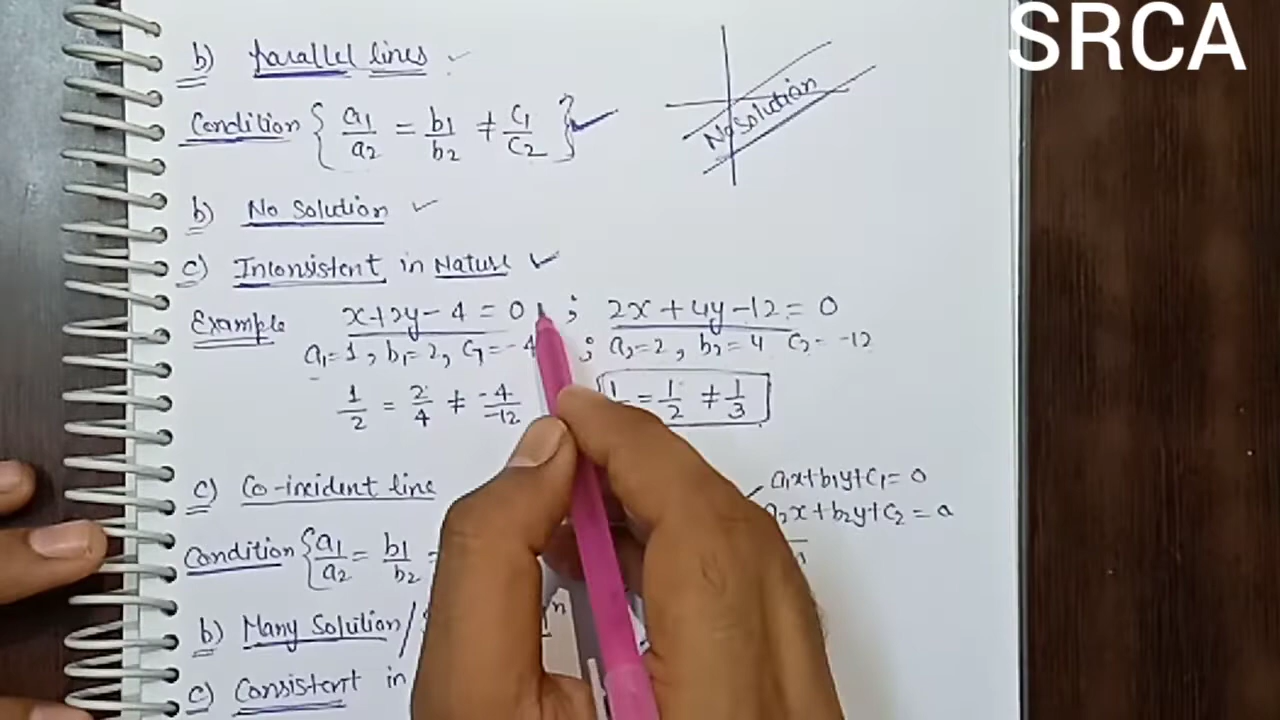 SRCA
b) parallel lines ✓
Condition { a1/a2 = b1/b2 ≠ c1/c2 } ✓
No Solution
b) No Solution ✓
c) Inconsistent in Nature ✓
Example x+2y-4=0 ; 2x+4y-12=0
a1=1, b1=2, c1=-4 ; a2=2, b2=4 c2=-12
1/2 = 2/4 ≠ -4/-12 = 1/2 ≠ 1/3
c) Co-incident line
a1x+b1y+c1=0
a2x+b2y+c2=a
Condition { a1/a2 = b1/b2
b) Many Solution/
c) Consistent in